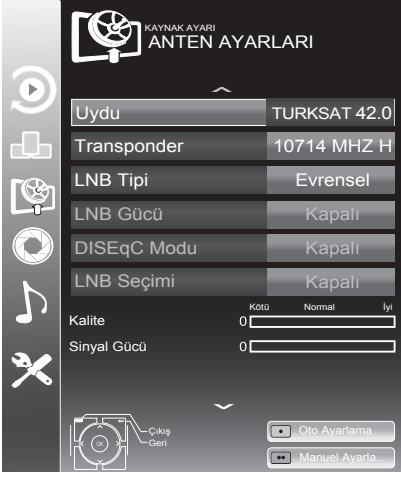 KAYNAK AYARI
ANTEN AYARLARI
Uydu TURKSAT 42.0
Transponder 10714 MHZ H
LNB Tipi Evrensel
LNB Gücü Kapalı
DISEqC Modu Kapalı
LNB Seçimi Kapalı
Kötü Normal İyi
Kalite 0
Sinyal Gücü 0
Çıkış
Geri
OK
Oto Ayarlama
Manuel Ayarla..